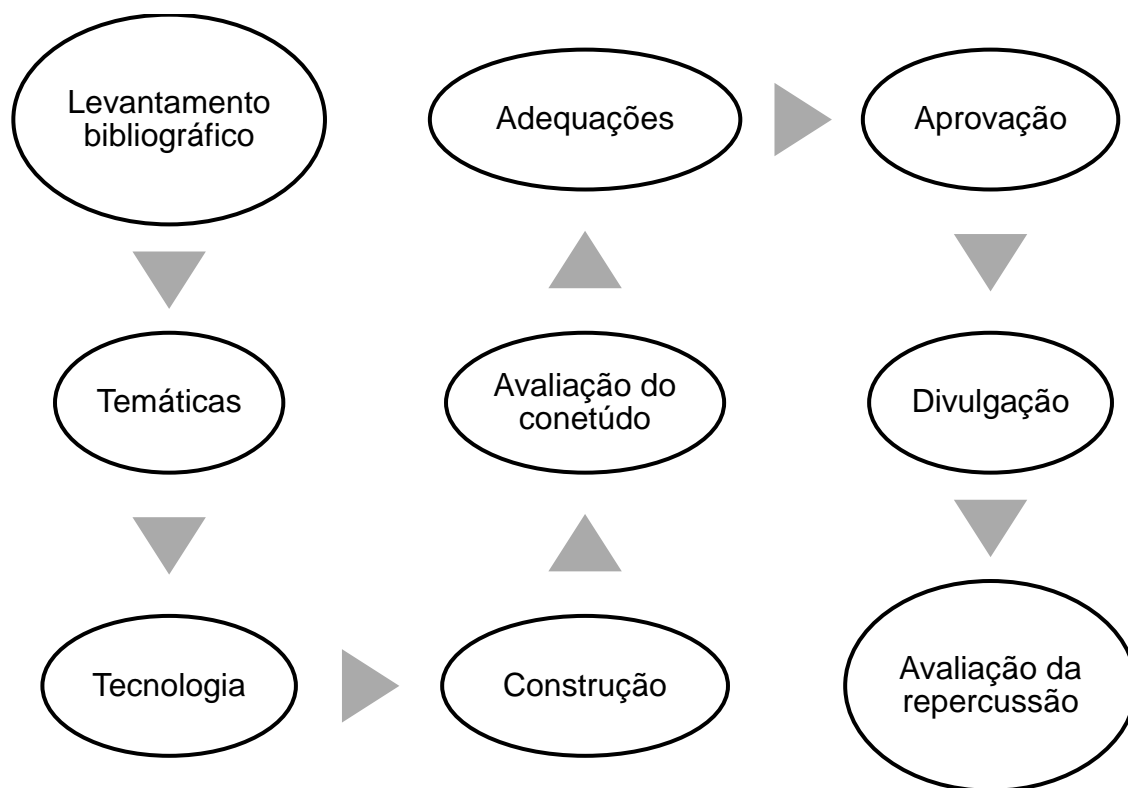 Levantamento
bibliográfico
Temáticas
Tecnologia
Construção
Avaliação do
conetúdo
Adequações
Aprovação
Divulgação
Avaliação da
repercussão